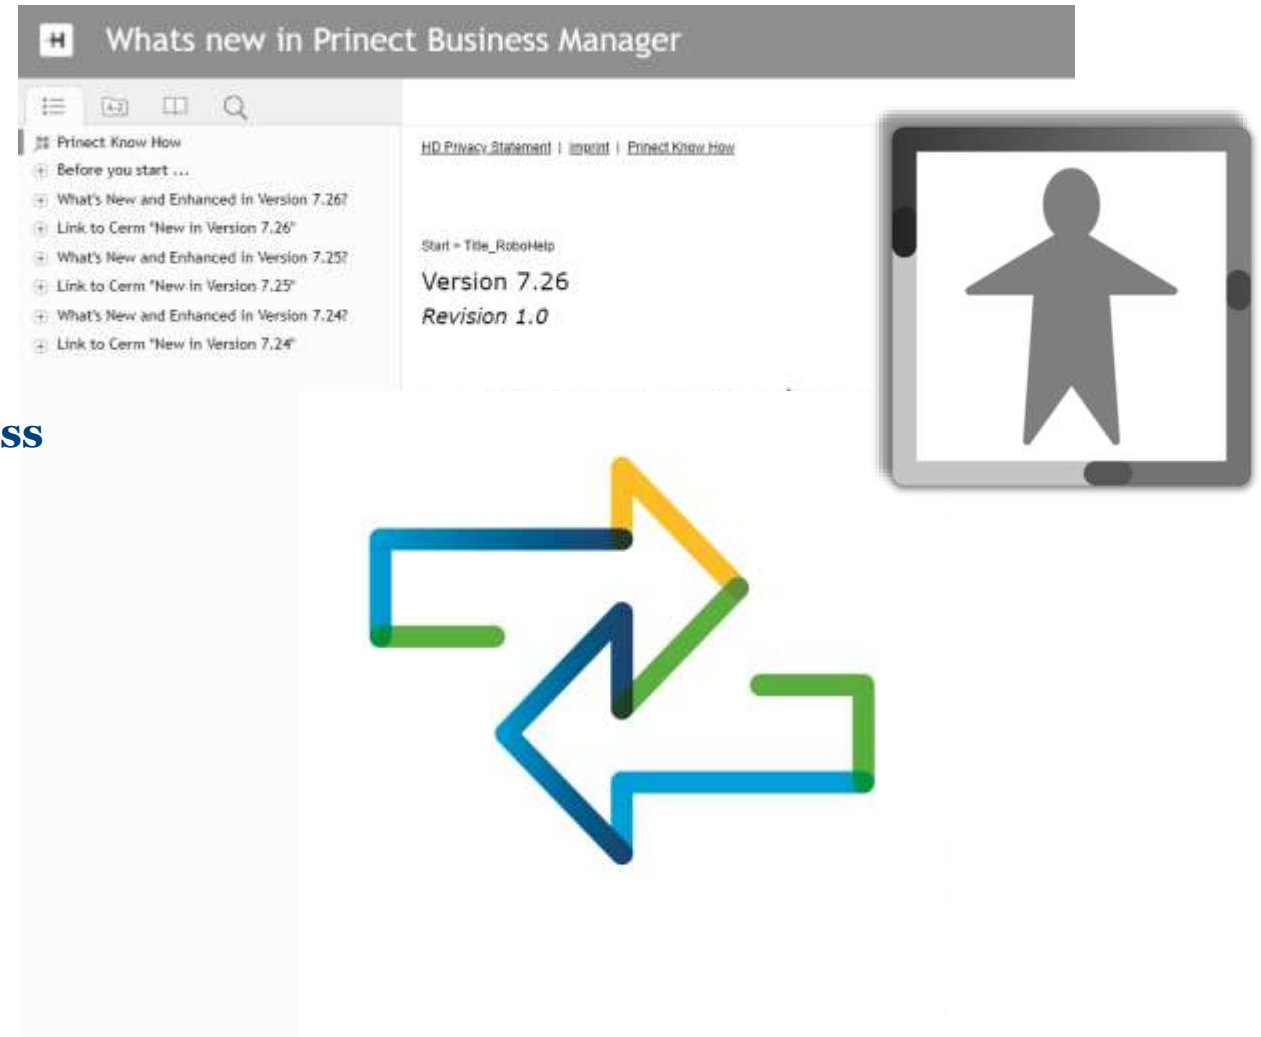 Whats new in Prinect Business Manager
Prinect Know How
Before you start ...
What's New and Enhanced in Version 7.26?
Link to Cerm "New in Version 7.26"
What's New and Enhanced in Version 7.25?
Link to Cerm "New in Version 7.25"
What's New and Enhanced in Version 7.24?
Link to Cerm "New in Version 7.24"
HD Privacy Statement | Imprint | Prinect Know How
Start = Title_RoboHelp
Version 7.26
Revision 1.0
ss